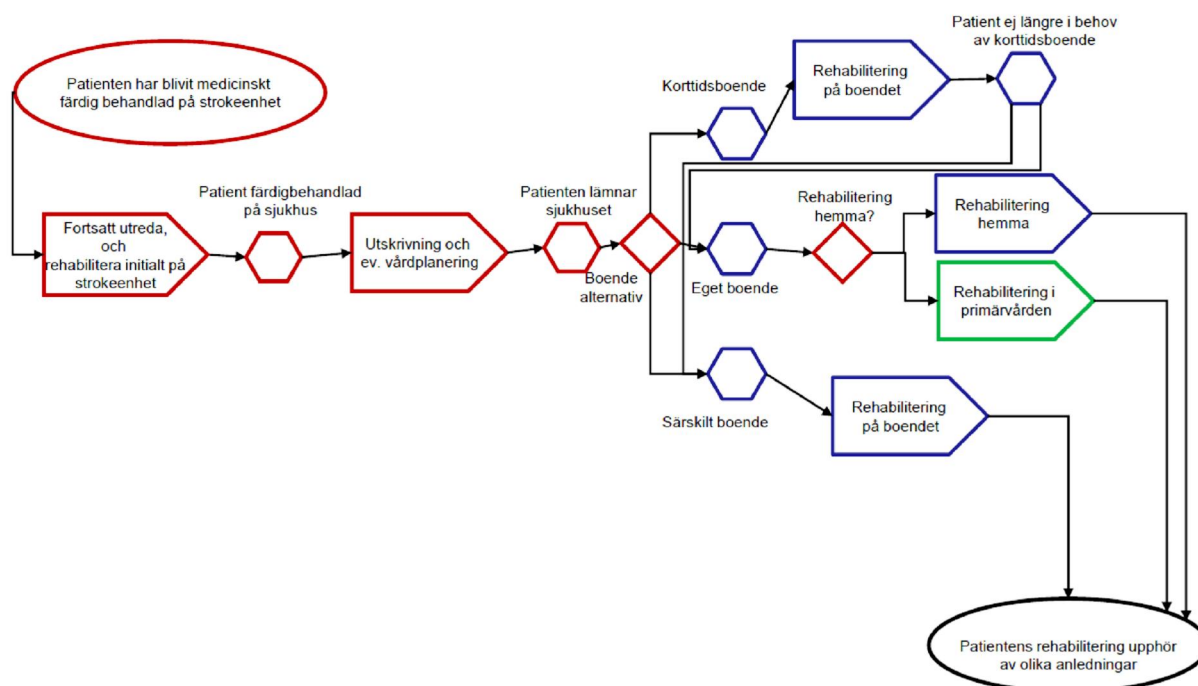 Patienten har blivit medicinskt
färdig behandlad på strokeenhet
Korttidsboende
Rehabilitering
på boendet
Patient ej längre i behov
av korttidsboende
Fortsatt utreda,
och
rehabilitera initialt på
strokeenhet
Patient färdigbehandlad
på sjukhus
Utskrivning och
ev. vårdplanering
Patienten lämnar
sjukhuset
Boende
alternativ
Eget boende
Rehabilitering
hemma?
Rehabilitering
hemma
Rehabilitering i
primärvården
Särskilt boende
Rehabilitering
på boendet
Patientens rehabilitering upphör
av olika anledningar